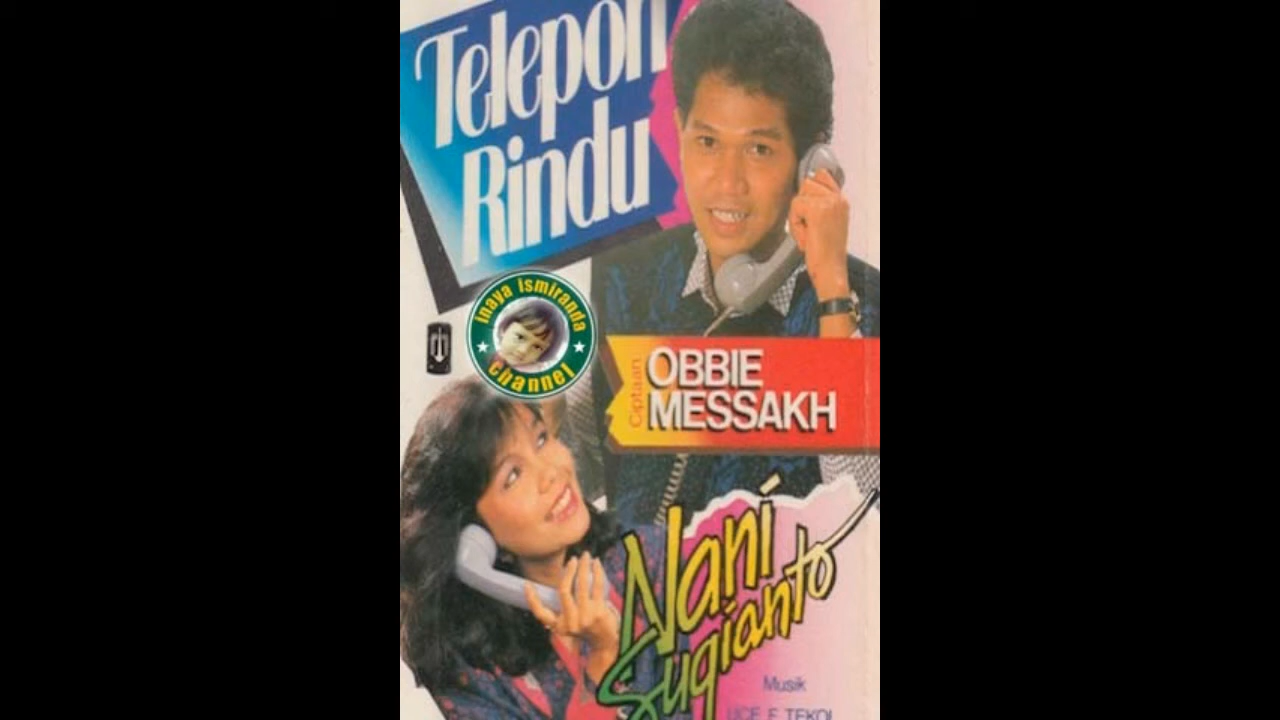 Telepon
Rindu
inaya ismiranda
channel
Ciptaan
OBBIE
MESSAKH
Nani
Sugianto
Musik